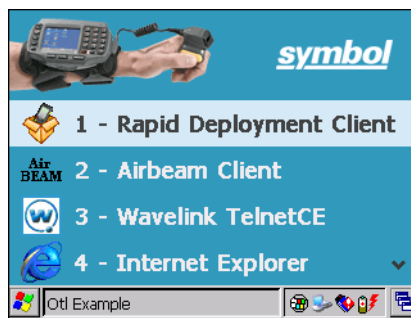 symbol
1 - Rapid Deployment Client
Air
BEAM
2 - Airbeam Client
3 - Wavelink TelnetCE
4 - Internet Explorer
Otl Example